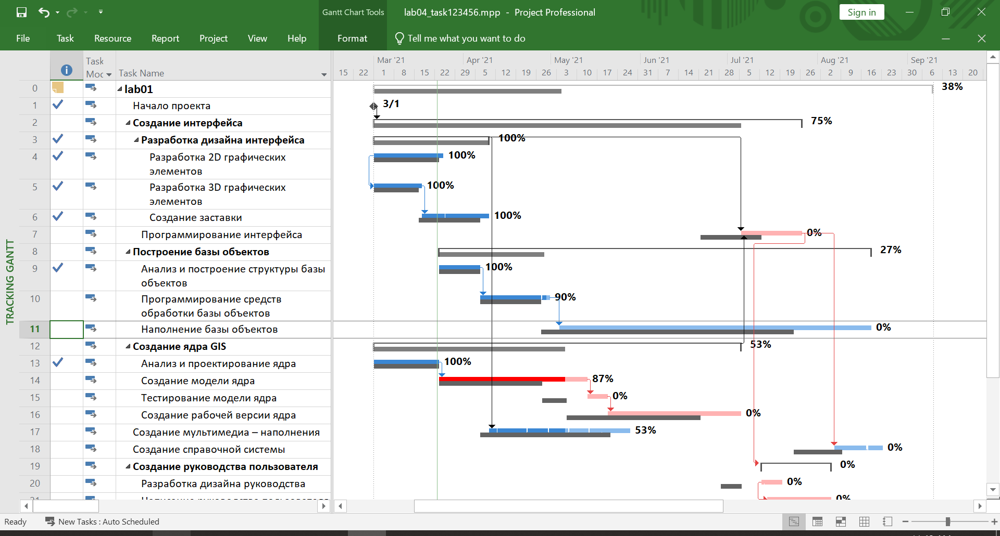 Gantt Chart Tools
lab04_task123456.mpp - Project Professional
Sign in
File Task Resource Report Project View Help Format Tell me what you want to do
Task
Mar '21 Apr '21 May '21 Jun '21 Jul '21 Aug '21 Sep '21
Task Name
15 22 1 8 15 22 29 5 12 19 26 3 10 17 24 31 7 14 21 28 5 12 19 26 2 9 16 23 30 6 13 20
0 lab01 38%
1 Начало проекта 3/1
2 Создание интерфейса 75%
3 Разработка дизайна интерфейса 100%
4 Разработка 2D графических 100%
элементов
5 Разработка 3D графических 100%
элементов
6 Создание заставки 100%
7 Программирование интерфейса 0%
8 Построение базы объектов 27%
9 Анализ и построение структуры базы 100%
объектов
10 Программирование средств 90%
обработки базы объектов
11 Наполнение базы объектов 0%
12 Создание ядра GIS 53%
13 Анализ и проектирование ядра 100%
14 Создание модели ядра 87%
15 Тестирование модели ядра 0%
16 Создание рабочей версии ядра 0%
17 Создание мультимедиа – наполнения 53%
18 Создание справочной системы 0%
19 Создание руководства пользователя 0%
20 Разработка дизайна руководства 0%
0%
TRACKING GANTT
Ready New Tasks : Auto Scheduled